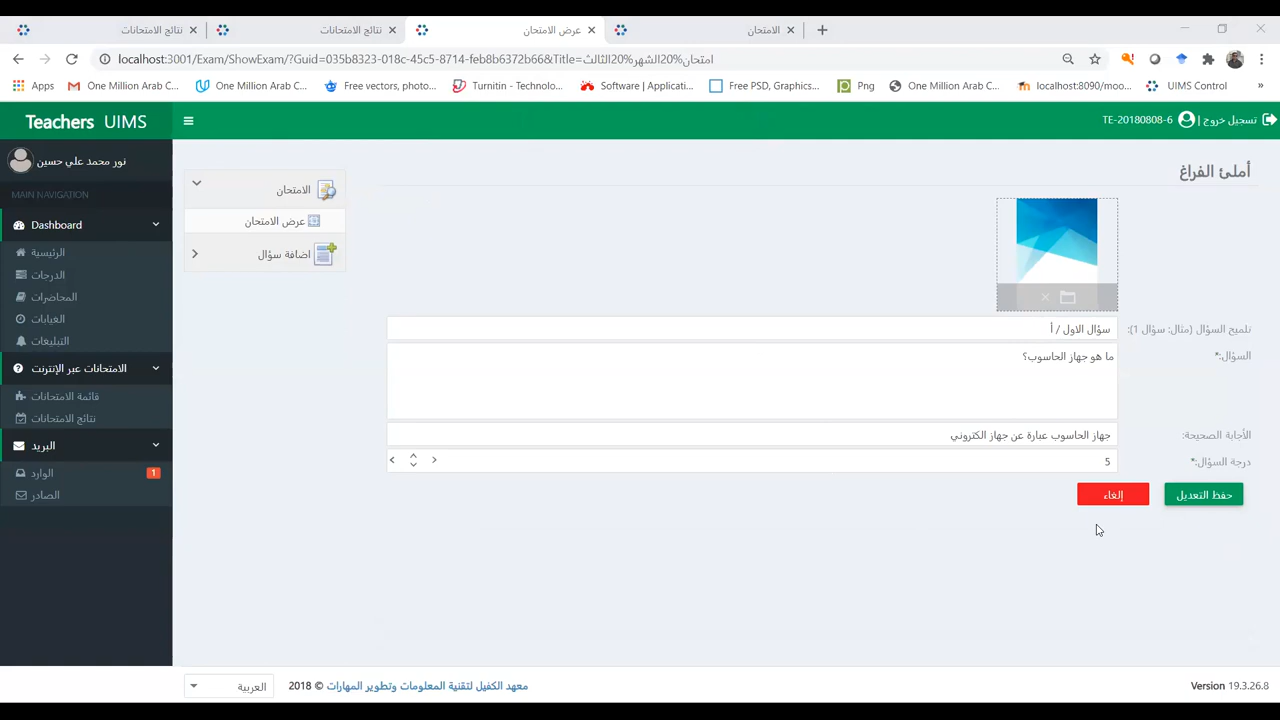 نتائج الامتحانات
نتائج الامتحانات
عرض الامتحان
الامتحان
localhost:3001/Exam/ShowExam/?Guid=035b8323-018c-45c5-8714-feb8b6372b66&Title=امتحان%20الشهر%20الثالث
Apps
One Million Arab C...
One Million Arab C...
Free vectors, photo...
Turnitin - Technolo...
Software | Applicati...
Free PSD, Graphics...
Png
One Million Arab C...
localhost:8090/moo...
UIMS Control
»
Teachers UIMS
TE-20180808-6
تسجيل خروج |
نور محمد علي حسين
MAIN NAVIGATION
Dashboard
الرئيسية
الدرجات
المحاضرات
الغيابات
التبليغات
الامتحانات عبر الإنترنت
قائمة الامتحانات
نتائج الامتحانات
البريد
الوارد
1
الصادر
الامتحان
عرض الامتحان
اضافة سؤال
أملئ الفراغ
تلميح السؤال (مثال: سؤال 1):
سؤال الاول / أ
السؤال:*
ما هو جهاز الحاسوب؟
الأجابة الصحيحة:
جهاز الحاسوب عبارة عن جهاز الكتروني
درجة السؤال:*
5
حفظ التعديل
إلغاء
العربية
معهد الكفيل لتقنية المعلومات وتطوير المهارات © 2018
Version 19.3.26.8